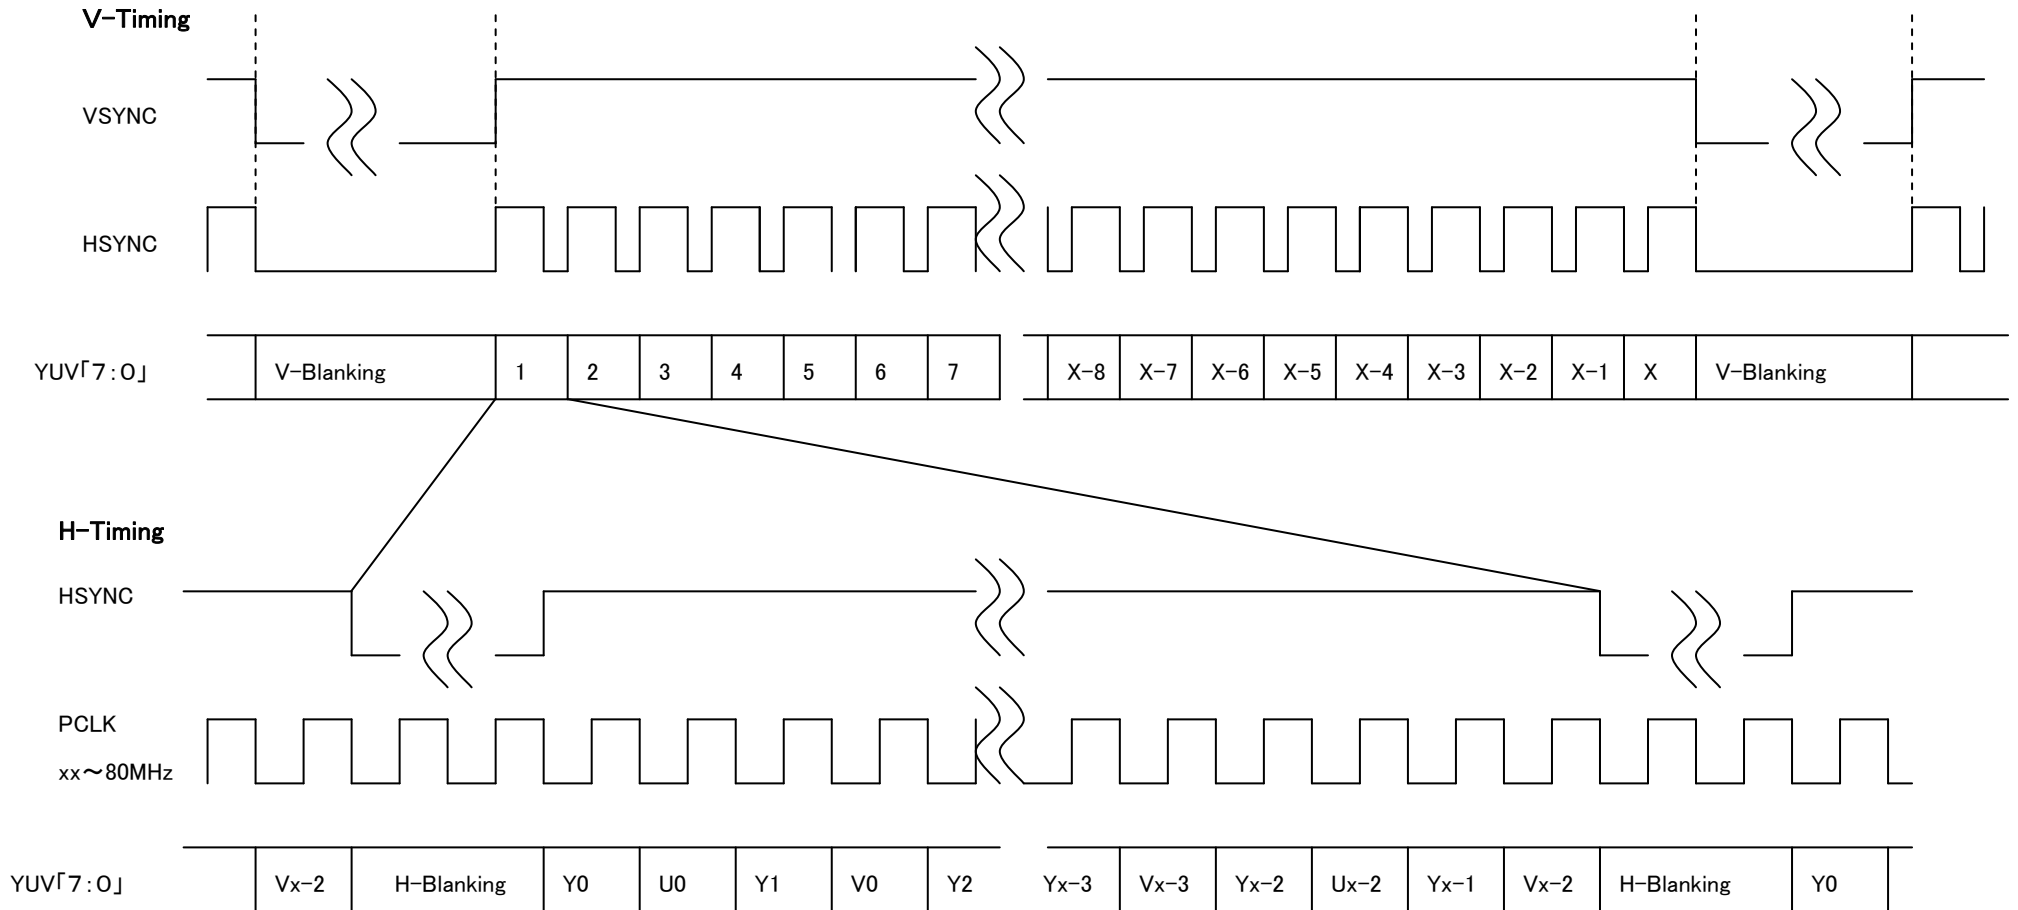 V-Timing
VSYNC
HSYNC
YUV「7:0」 V-Blanking 1 2 3 4 5 6 7 X-8 X-7 X-6 X-5 X-4 X-3 X-2 X-1 X V-Blanking
H-Timing
HSYNC
PCLK
xx～80MHz
YUV「7:0」 Vx-2 H-Blanking Y0 U0 Y1 V0 Y2 Yx-3 Vx-3 Yx-2 Ux-2 Yx-1 Vx-2 H-Blanking Y0